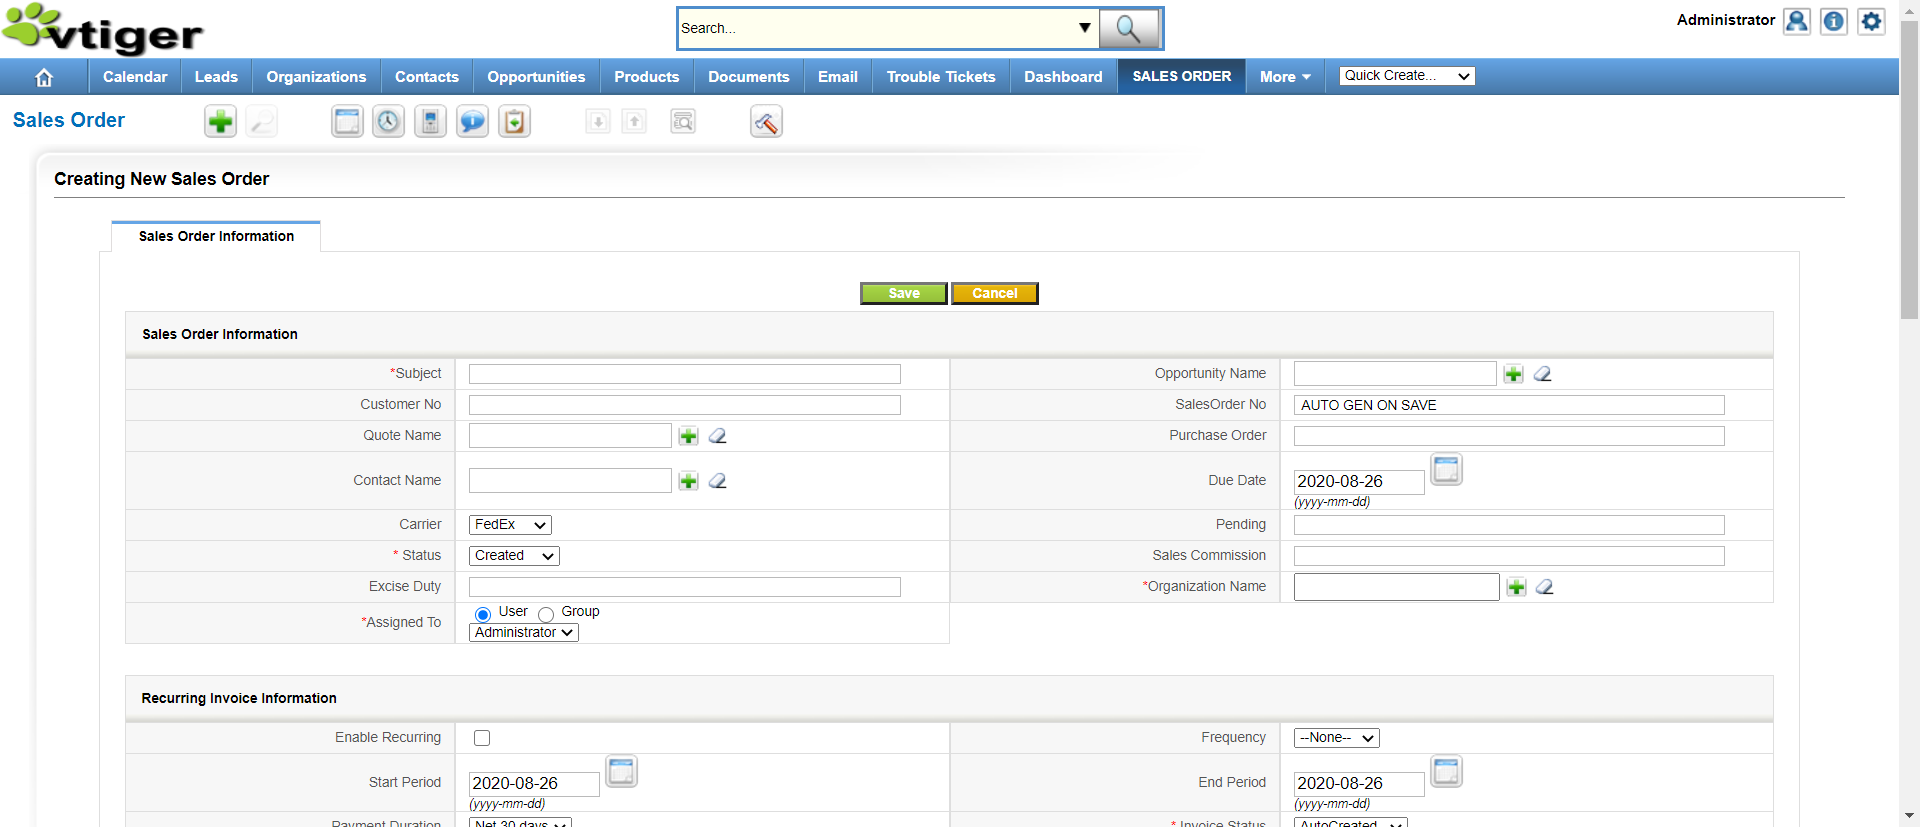 vtiger
Search...
Administrator
Calendar Leads Organizations Contacts Opportunities Products Documents Email Trouble Tickets Dashboard SALES ORDER More Quick Create...
Sales Order
Creating New Sales Order
Sales Order Information
Save Cancel
Sales Order Information
*Subject Opportunity Name
Customer No SalesOrder No AUTO GEN ON SAVE
Quote Name Purchase Order
Contact Name Due Date 2020-08-26
(yyyy-mm-dd)
Carrier FedEx Pending
* Status Created Sales Commission
Excise Duty *Organization Name
*Assigned To User Group
Administrator
Recurring Invoice Information
Enable Recurring Frequency --None--
Start Period 2020-08-26 End Period 2020-08-26
(yyyy-mm-dd) (yyyy-mm-dd)
Payment Duration Net 30 days * Invoice Status AutoCreated